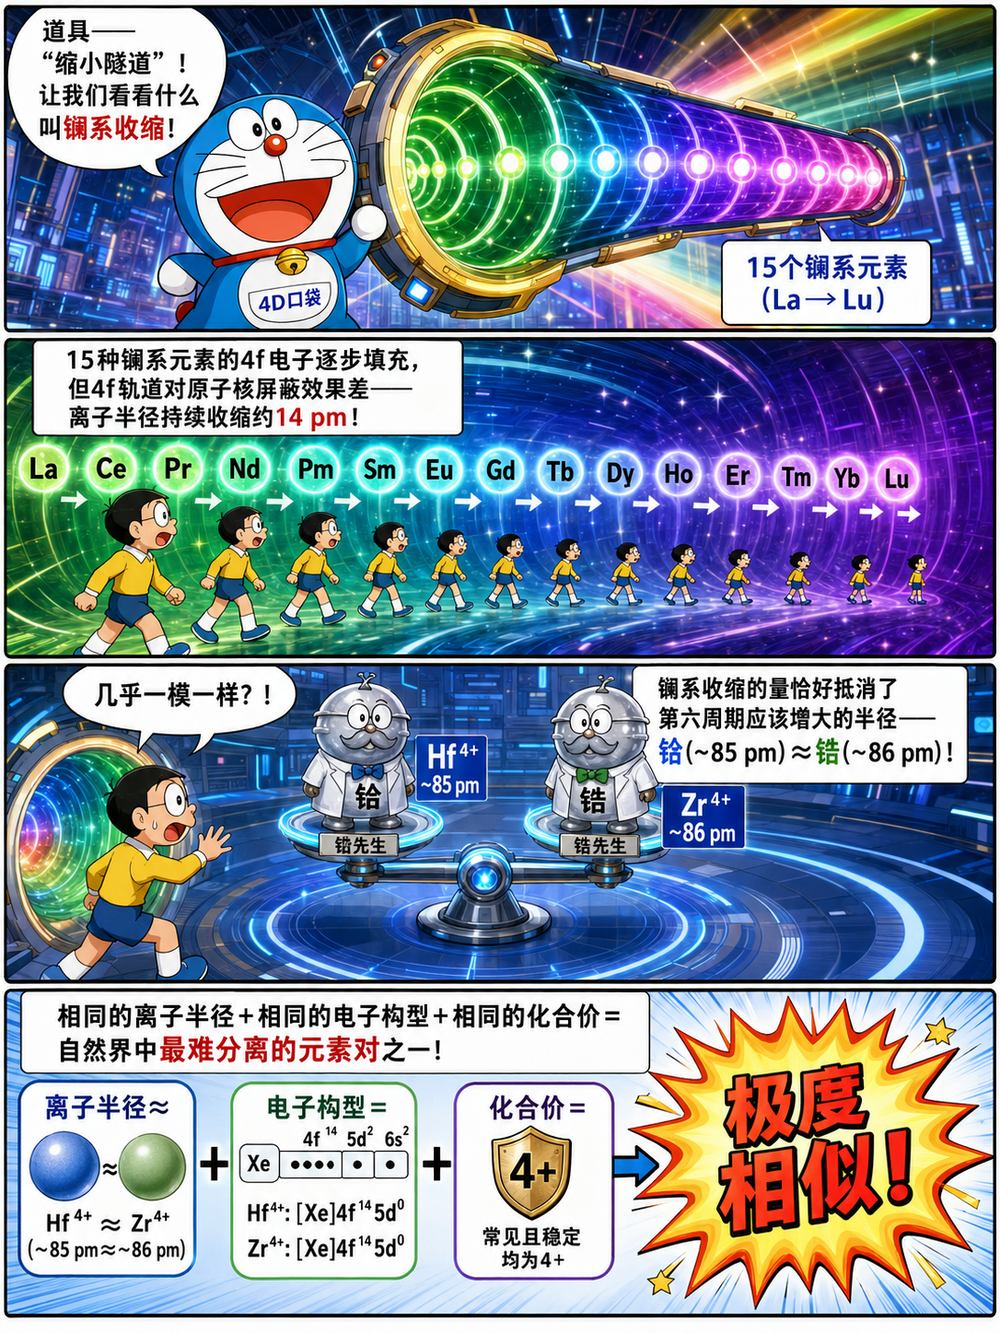 道具——
“缩小隧道”！
让我们看看什么
叫镧系收缩！
4D口袋
15个镧系元素
(La→Lu)
15种镧系元素的4f电子逐步填充，
但4f轨道对原子核屏蔽效果差——
离子半径持续收缩约14 pm！
La Ce Pr Nd Pm Sm Eu Gd Tb Dy Ho Er Tm Yb Lu
几乎一模一样？！
镧系收缩的量恰好抵消了
第六周期应该增大的半径——
铪(~85 pm)≈锆(~86 pm)！
Hf⁴⁺
~85 pm
Zr⁴⁺
~86 pm
铪
锆
先生
锆先生
相同的离子半径＋相同的电子构型＋相同的化合价＝
自然界中最难分离的元素对之一！
离子半径≈
≈
Hf⁴⁺ ≈ Zr⁴⁺
(~85 pm≈~86 pm)
+
电子构型＝
4f¹⁴ 5d² 6s²
Xe
Hf⁴⁺: [Xe]4f¹⁴5d⁰
Zr⁴⁺: [Xe]4f¹⁴5d⁰
+
化合价＝
4+
常见且稳定
均为4+
极度
相似！